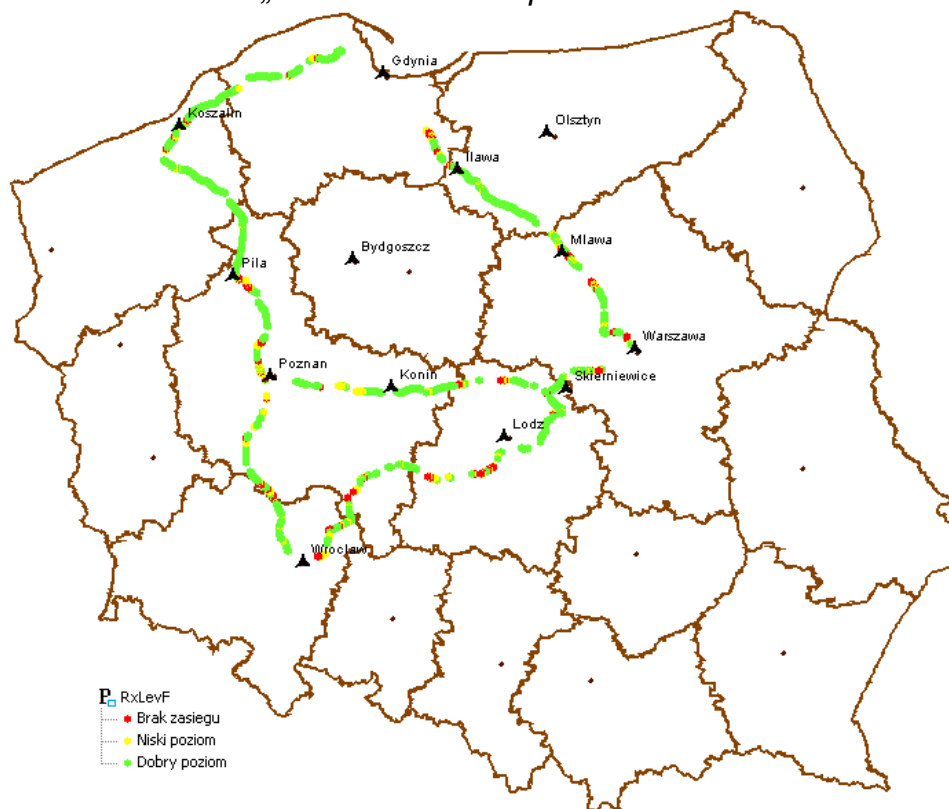 Gdynia
Koszalin
Olsztyn
Ilawa
Mlawa
Bydgoszcz
Pila
Warszawa
Poznan
Konin
Skierniewice
Lodz
Wroclaw
P RxLevF
Brak zasiegu
Niski poziom
Dobry poziom